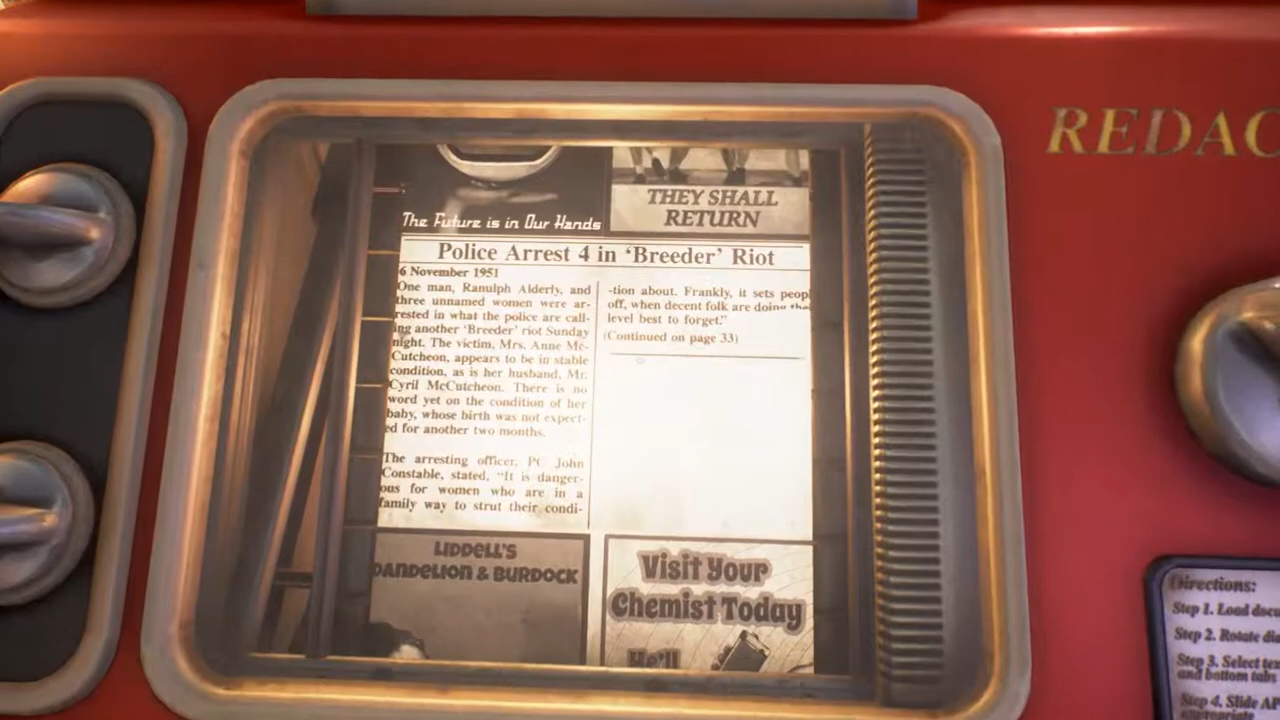 REDAC
The Future is in Our Hands
THEY SHALL
RETURN
Police Arrest 4 in ‘Breeder’ Riot
6 November 1951
One man, Ranulph Alderly, and
three unnamed women were ar-
rested in what the police are call-
ing another ‘Breeder’ riot Sunday
night. The victim, Mrs. Anne Mc-
Cutcheon, appears to be in stable
condition, as is her husband, Mr.
Cyril McCutcheon. There is no
word yet on the condition of her
baby, whose birth was not expect-
ed for another two months.
The arresting officer, PC John
Constable, stated, “It is danger-
ous for women who are in a
family way to strut their condi-
-tion about. Frankly, it sets peopl
off, when decent folk are doing thei
level best to forget.”
(Continued on page 33)
LIDDELL'S
DANDELION & BURDOCK
Visit Your
Chemist Today
He'll
Directions:
Step 1. Load docu
Step 2. Rotate dia
Step 3. Select tex
and bottom tabs
Step 4. Slide AP
appropriate